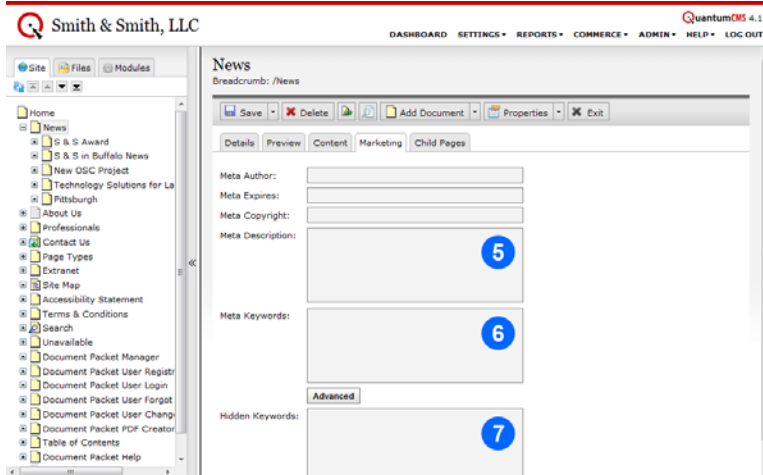 Smith & Smith, LLC
QuantumCMS 4.1
DASHBOARD SETTINGS REPORTS COMMERCE ADMIN HELP LOG OUT
Site Files Modules
Home
News
S & S Award
S & S in Buffalo News
New OSC Project
Technology Solutions for La
Pittsburgh
About Us
Professionals
Contact Us
Page Types
Extranet
Site Map
Accessibility Statement
Terms & Conditions
Search
Unavailable
Document Packet Manager
Document Packet User Registr
Document Packet User Login
Document Packet User Forgot
Document Packet User Chang
Document Packet PDF Creator
Table of Contents
Document Packet Help
«
News
Breadcrumb: /News
Save Delete Add Document Properties Exit
Details Preview Content Marketing Child Pages
Meta Author:
Meta Expires:
Meta Copyright:
Meta Description:
5
Meta Keywords:
6
Advanced
Hidden Keywords:
7